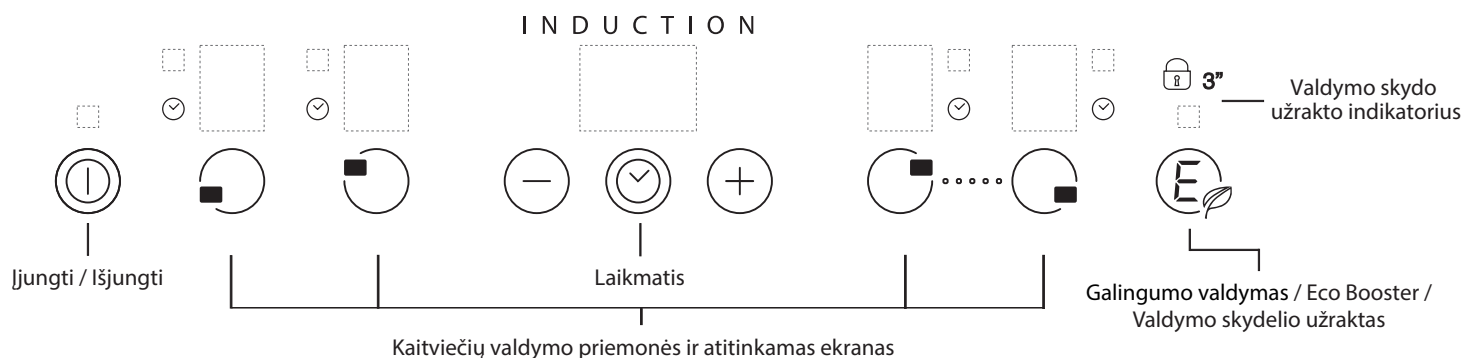 INDUCTION
3”
Valdymo skydo
užrakto indikatorius
E
Įjungti / Išjungti
Laikmatis
Galingumo valdymas / Eco Booster /
Valdymo skydelio užraktas
Kaitviečių valdymo priemonės ir atitinkamas ekranas